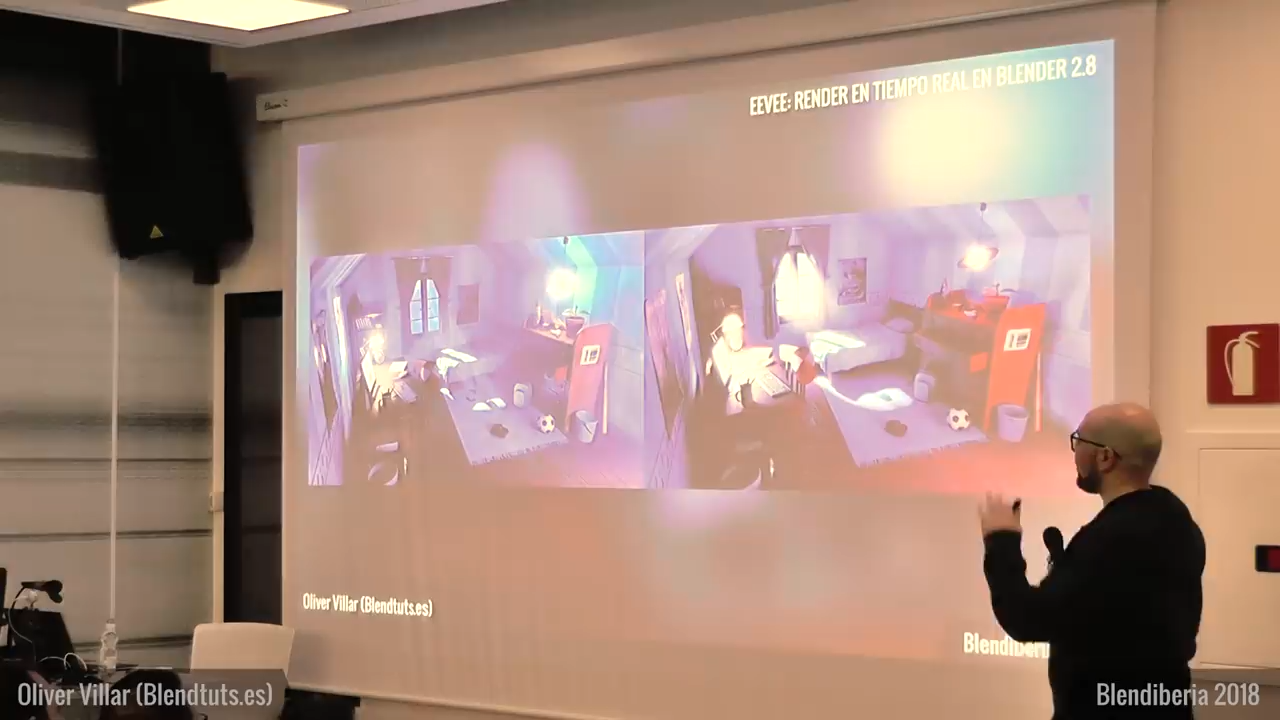 EEVEE: RENDER EN TIEMPO REAL EN BLENDER 2.8
Oliver Villar (Blendtuts.es)
Oliver Villar (Blendtuts.es)
Blendiberia 2018